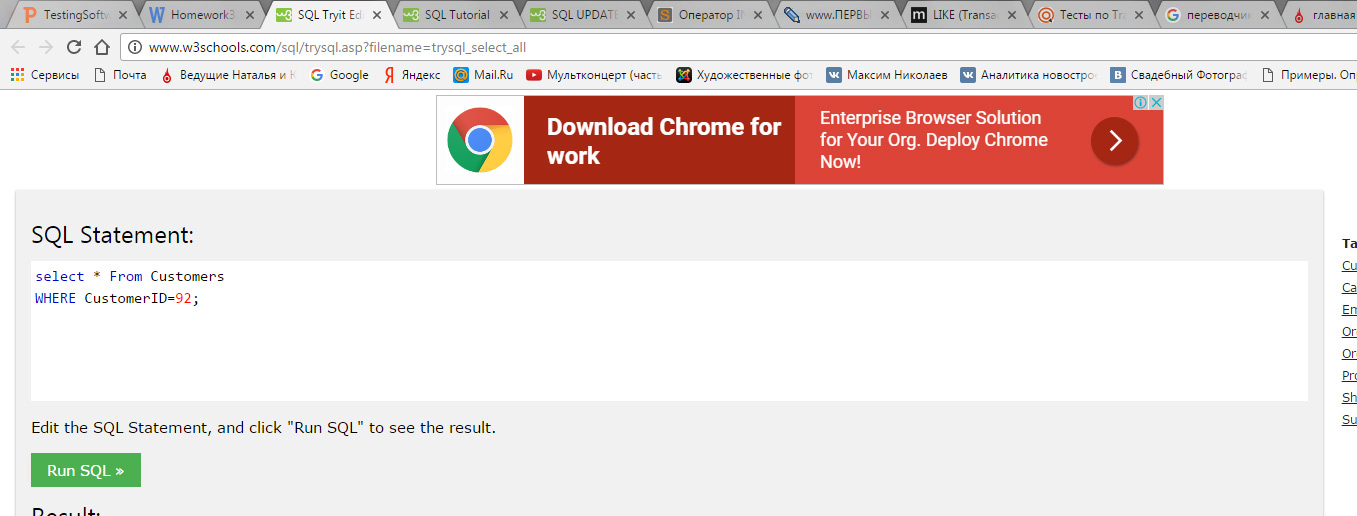 TestingSoftw
Homework3
SQL Tryit Ed
SQL Tutorial
SQL UPDATE
Оператор IN
www.ПЕРВЫ
LIKE (Transac
Тесты по Tra
переводчик
главная
www.w3schools.com/sql/trysql.asp?filename=trysql_select_all
Сервисы
Почта
Ведущие Наталья и К
Google
Яндекс
Mail.Ru
Мультконцерт (часть
Художественные фот
Максим Николаев
Аналитика новострое
Свадебный Фотограф
Примеры. Оп
Download Chrome for
work
Enterprise Browser Solution
for Your Org. Deploy Chrome
Now!
SQL Statement:
select * From Customers
WHERE CustomerID=92;
Edit the SQL Statement, and click "Run SQL" to see the result.
Run SQL »
Result:
Ta
Cu
Ca
Em
Or
Or
Pro
Sh
Su